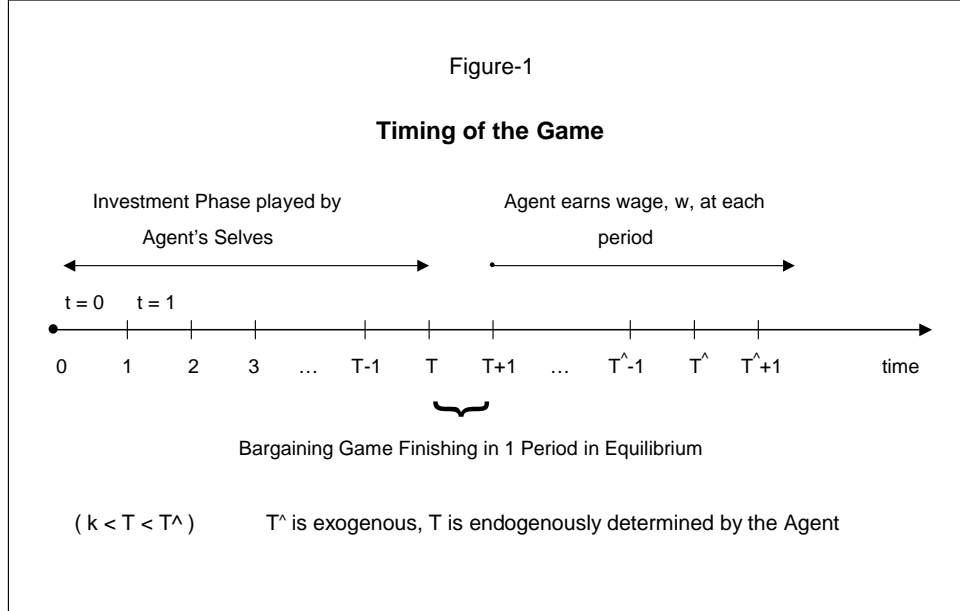 Figure-1
Timing of the Game
Investment Phase played by
Agent's Selves
Agent earns wage, w, at each
period
t = 0 t = 1
0 1 2 3 … T-1 T T+1 … T^-1 T^ T^+1 time
Bargaining Game Finishing in 1 Period in Equilibrium
( k < T < T^ ) T^ is exogenous, T is endogenously determined by the Agent